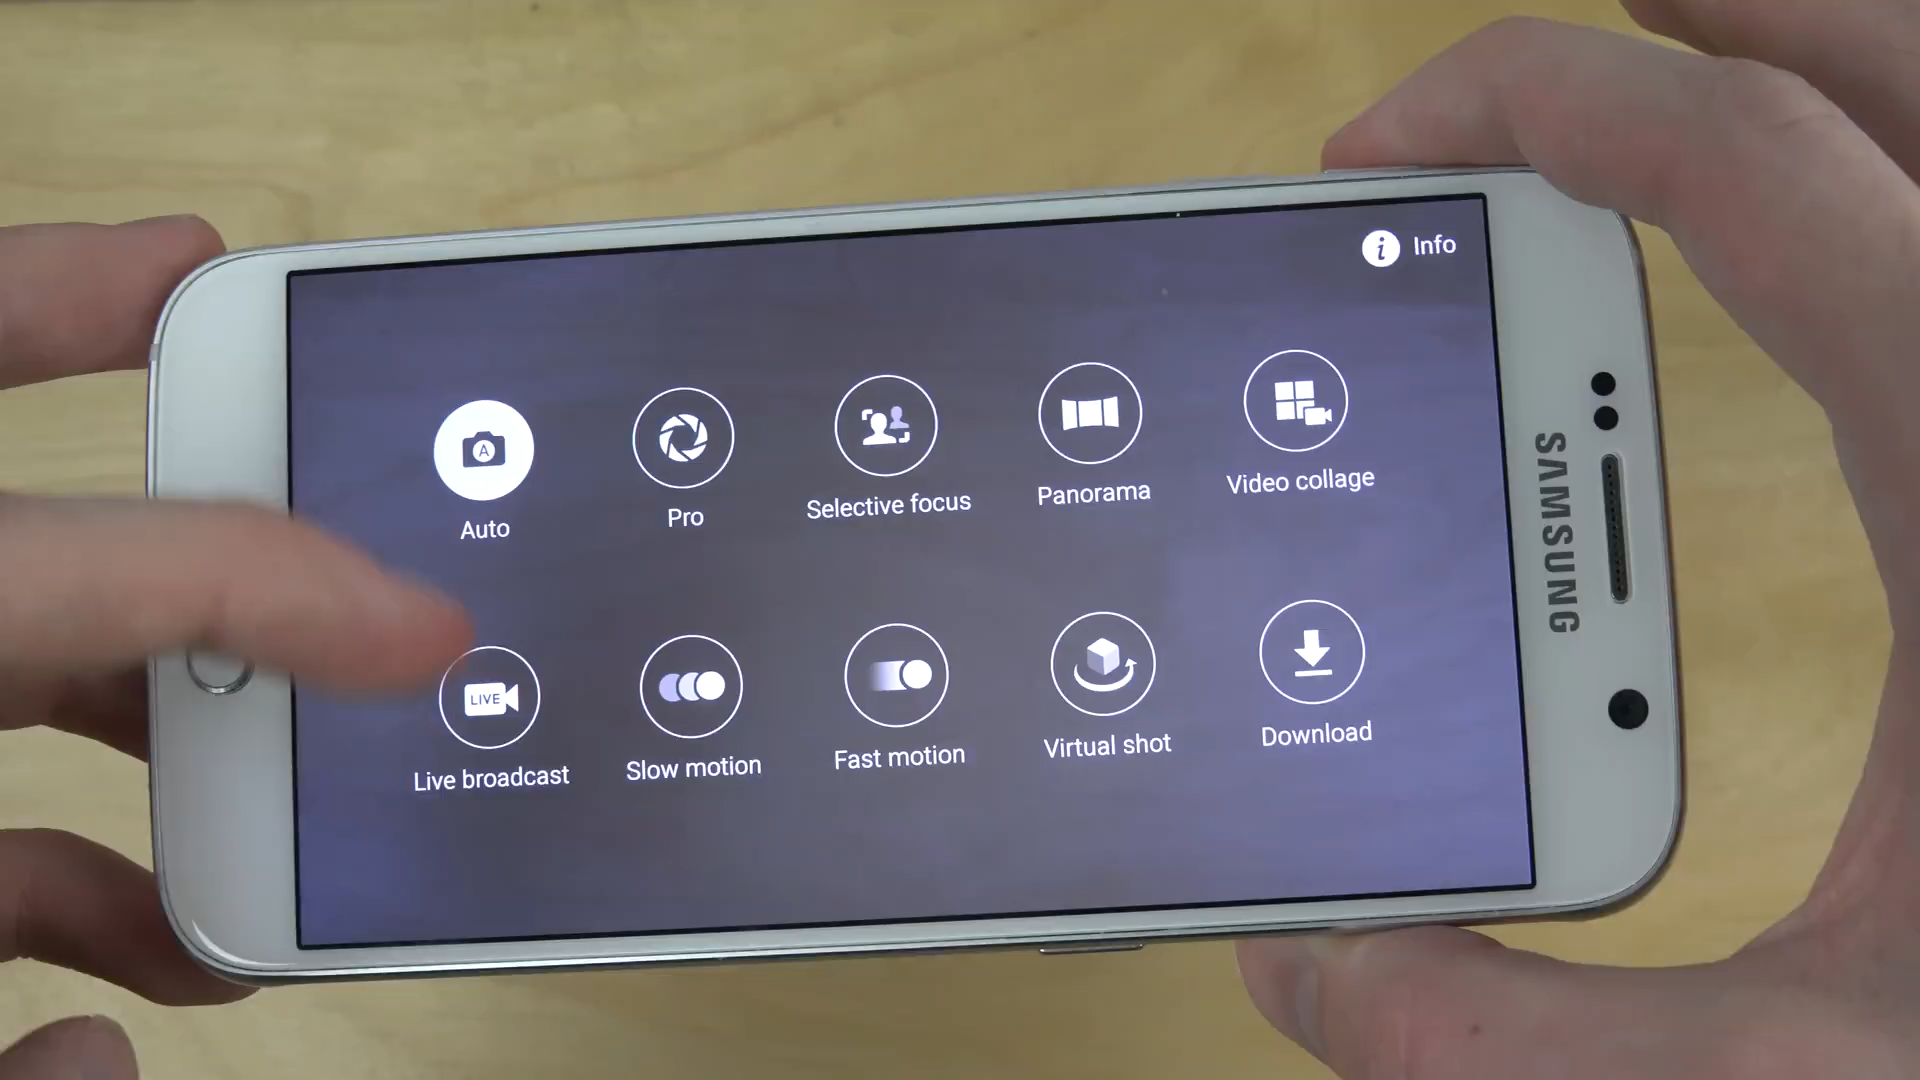 Info
Auto
Pro
Selective focus
Panorama
Video collage
LIVE
Live broadcast
Slow motion
Fast motion
Virtual shot
Download
SAMSUNG
A
i